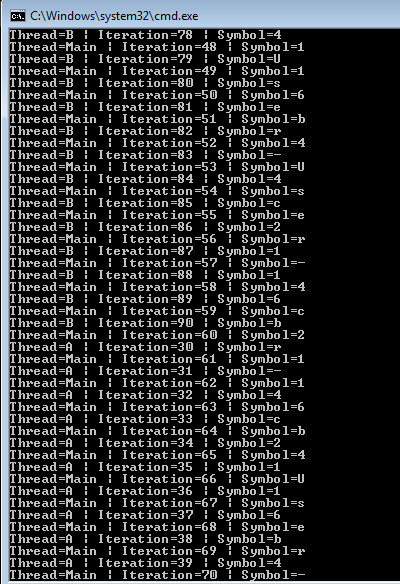 C:\Windows\system32\cmd.exe
Thread=B ¦ Iteration=78 ¦ Symbol=4
Thread=Main ¦ Iteration=48 ¦ Symbol=1
Thread=B ¦ Iteration=79 ¦ Symbol=U
Thread=Main ¦ Iteration=49 ¦ Symbol=1
Thread=B ¦ Iteration=80 ¦ Symbol=s
Thread=Main ¦ Iteration=50 ¦ Symbol=6
Thread=B ¦ Iteration=81 ¦ Symbol=e
Thread=Main ¦ Iteration=51 ¦ Symbol=b
Thread=B ¦ Iteration=82 ¦ Symbol=r
Thread=Main ¦ Iteration=52 ¦ Symbol=4
Thread=B ¦ Iteration=83 ¦ Symbol=-
Thread=Main ¦ Iteration=53 ¦ Symbol=U
Thread=B ¦ Iteration=84 ¦ Symbol=4
Thread=Main ¦ Iteration=54 ¦ Symbol=s
Thread=B ¦ Iteration=85 ¦ Symbol=c
Thread=Main ¦ Iteration=55 ¦ Symbol=e
Thread=B ¦ Iteration=86 ¦ Symbol=2
Thread=Main ¦ Iteration=56 ¦ Symbol=r
Thread=B ¦ Iteration=87 ¦ Symbol=1
Thread=Main ¦ Iteration=57 ¦ Symbol=-
Thread=B ¦ Iteration=88 ¦ Symbol=1
Thread=Main ¦ Iteration=58 ¦ Symbol=4
Thread=B ¦ Iteration=89 ¦ Symbol=6
Thread=Main ¦ Iteration=59 ¦ Symbol=c
Thread=B ¦ Iteration=90 ¦ Symbol=b
Thread=Main ¦ Iteration=60 ¦ Symbol=2
Thread=A ¦ Iteration=30 ¦ Symbol=r
Thread=Main ¦ Iteration=61 ¦ Symbol=1
Thread=A ¦ Iteration=31 ¦ Symbol=-
Thread=Main ¦ Iteration=62 ¦ Symbol=1
Thread=A ¦ Iteration=32 ¦ Symbol=4
Thread=Main ¦ Iteration=63 ¦ Symbol=6
Thread=A ¦ Iteration=33 ¦ Symbol=c
Thread=Main ¦ Iteration=64 ¦ Symbol=b
Thread=A ¦ Iteration=34 ¦ Symbol=2
Thread=Main ¦ Iteration=65 ¦ Symbol=4
Thread=A ¦ Iteration=35 ¦ Symbol=1
Thread=Main ¦ Iteration=66 ¦ Symbol=U
Thread=A ¦ Iteration=36 ¦ Symbol=1
Thread=Main ¦ Iteration=67 ¦ Symbol=s
Thread=A ¦ Iteration=37 ¦ Symbol=6
Thread=Main ¦ Iteration=68 ¦ Symbol=e
Thread=A ¦ Iteration=38 ¦ Symbol=b
Thread=Main ¦ Iteration=69 ¦ Symbol=r
Thread=A ¦ Iteration=39 ¦ Symbol=4
Thread=Main ¦ Iteration=70 ¦ Symbol=-